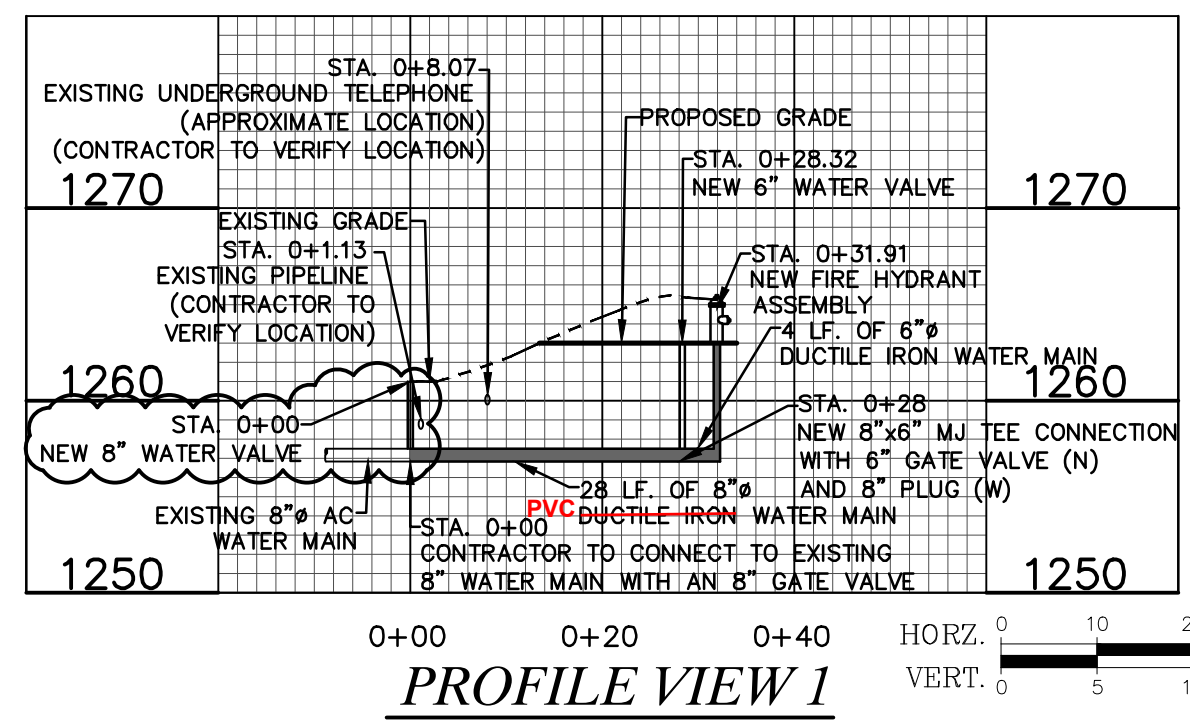 STA. 0+8.07
EXISTING UNDERGROUND TELEPHONE
(APPROXIMATE LOCATION)
(CONTRACTOR TO VERIFY LOCATION)
PROPOSED GRADE
STA. 0+28.32
NEW 6” WATER VALVE
1270
1270
EXISTING GRADE
STA. 0+1.13
EXISTING PIPELINE
(CONTRACTOR TO
VERIFY LOCATION)
STA. 0+31.91
NEW FIRE HYDRANT
ASSEMBLY
4 LF. OF 6”ø
DUCTILE IRON WATER MAIN
1260
1260
STA. 0+00
NEW 8” WATER VALVE
STA. 0+28
NEW 8”x6” MJ TEE CONNECTION
WITH 6” GATE VALVE (N)
AND 8” PLUG (W)
28 LF. OF 8”ø
PVC DUCTILE IRON WATER MAIN
EXISTING 8”ø AC
WATER MAIN
STA. 0+00
CONTRACTOR TO CONNECT TO EXISTING
8” WATER MAIN WITH AN 8” GATE VALVE
1250
1250
0+00 0+20 0+40
HORZ. 0 10
VERT. 0 5
PROFILE VIEW 1